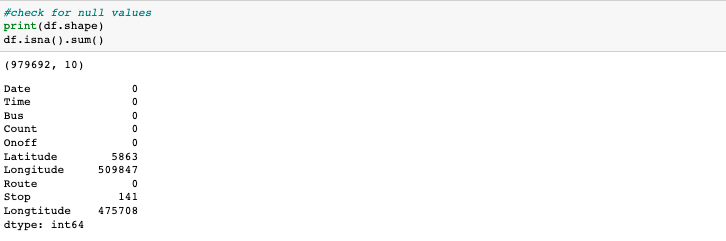 #check for null values
print(df.shape)
df.isna().sum()
(979692, 10)
Date 0
Time 0
Bus 0
Count 0
Onoff 0
Latitude 5863
Longitude 509847
Route 0
Stop 141
Longtitude 475708
dtype: int64